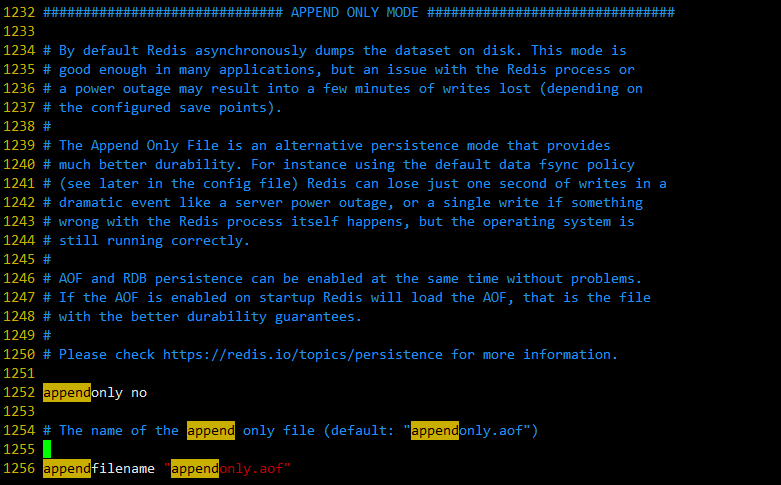 1232 ############################## APPEND ONLY MODE ###############################
1233
1234 # By default Redis asynchronously dumps the dataset on disk. This mode is
1235 # good enough in many applications, but an issue with the Redis process or
1236 # a power outage may result into a few minutes of writes lost (depending on
1237 # the configured save points).
1238 #
1239 # The Append Only File is an alternative persistence mode that provides
1240 # much better durability. For instance using the default data fsync policy
1241 # (see later in the config file) Redis can lose just one second of writes in a
1242 # dramatic event like a server power outage, or a single write if something
1243 # wrong with the Redis process itself happens, but the operating system is
1244 # still running correctly.
1245 #
1246 # AOF and RDB persistence can be enabled at the same time without problems.
1247 # If the AOF is enabled on startup Redis will load the AOF, that is the file
1248 # with the better durability guarantees.
1249 #
1250 # Please check https://redis.io/topics/persistence for more information.
1251
1252 appendonly no
1253
1254 # The name of the append only file (default: "appendonly.aof")
1255
1256 appendfilename "appendonly.aof"